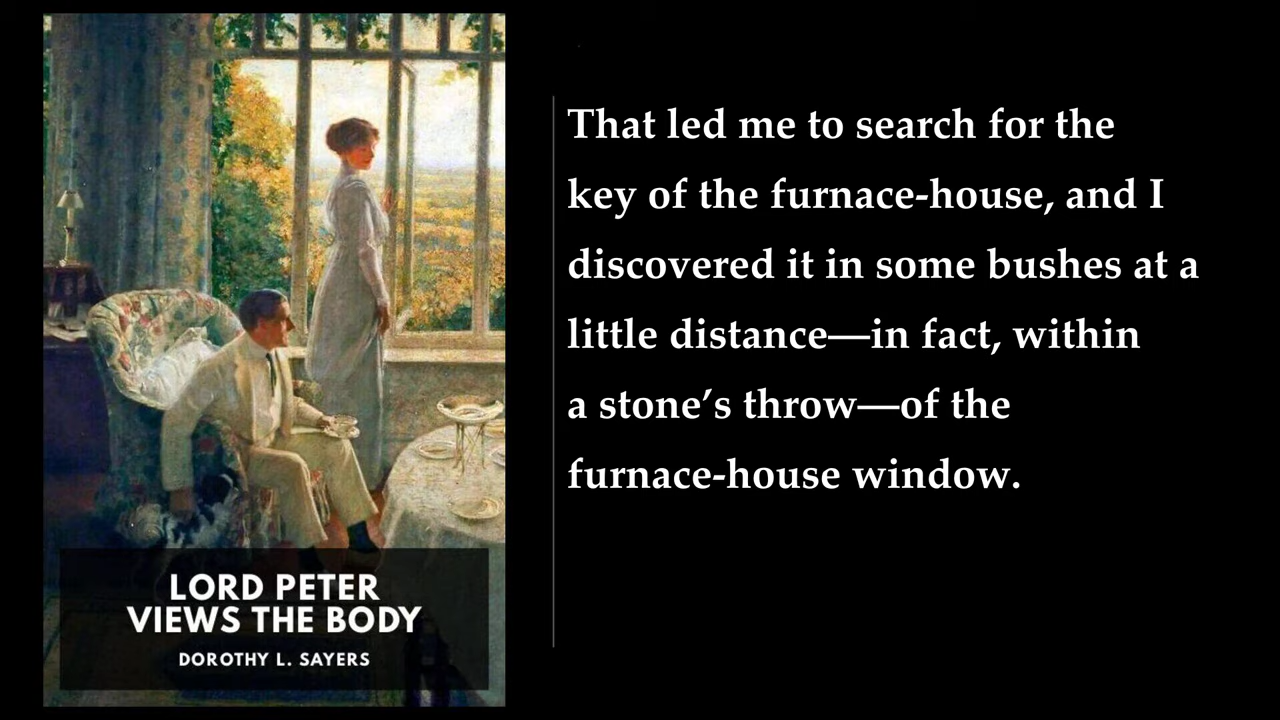 That led me to search for the
key of the furnace-house, and I
discovered it in some bushes at a
little distance—in fact, within
a stone’s throw—of the
furnace-house window.
LORD PETER
VIEWS THE BODY
DOROTHY L. SAYERS